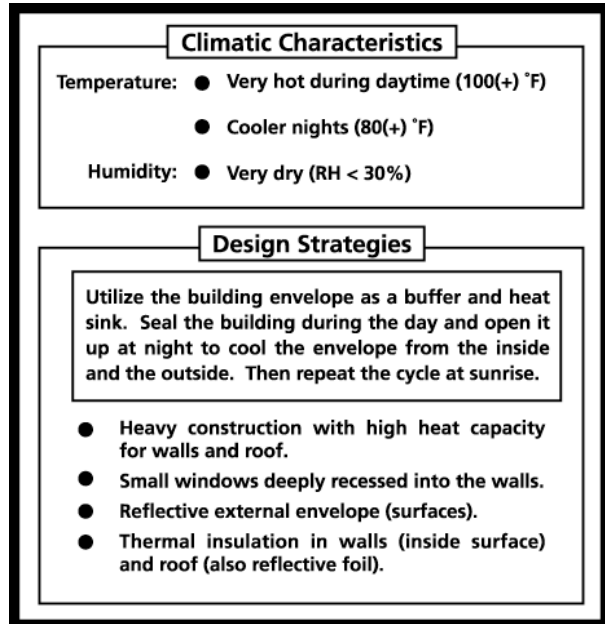 Climatic Characteristics
Temperature: ● Very hot during daytime (100(+) ˚F)
● Cooler nights (80(+) ˚F)
Humidity: ● Very dry (RH < 30%)
Design Strategies
Utilize the building envelope as a buffer and heat
sink. Seal the building during the day and open it
up at night to cool the envelope from the inside
and the outside. Then repeat the cycle at sunrise.
● Heavy construction with high heat capacity
for walls and roof.
● Small windows deeply recessed into the walls.
● Reflective external envelope (surfaces).
● Thermal insulation in walls (inside surface)
and roof (also reflective foil).